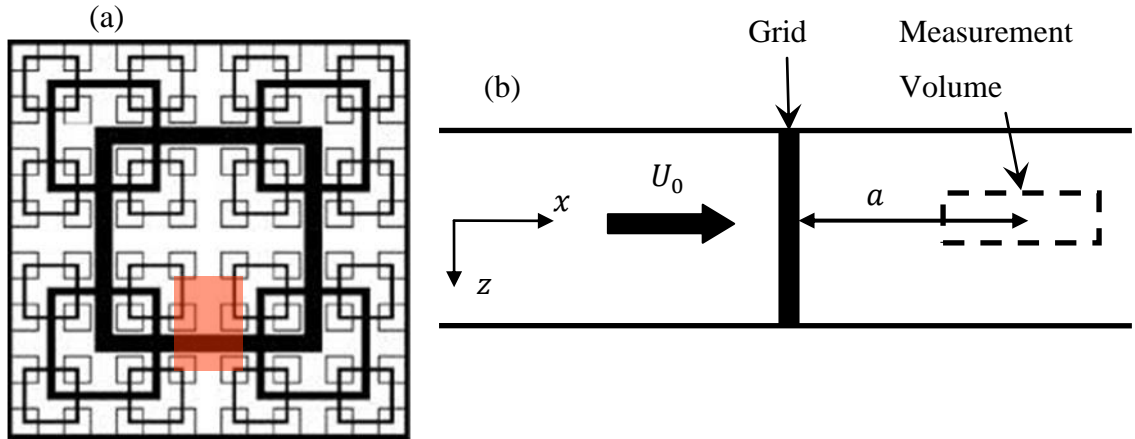 (a)
Grid
Measurement
Volume
(b)
U₀
x
a
z